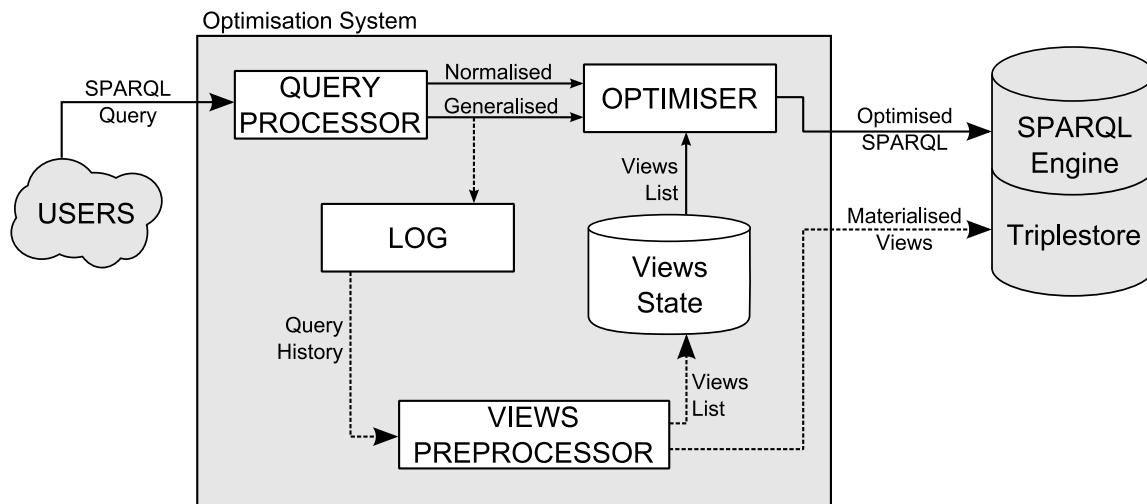 Optimisation System
SPARQL
Query
USERS
QUERY
PROCESSOR
Normalised
Generalised
OPTIMISER
Optimised
SPARQL
SPARQL
Engine
Views
List
LOG
Views
State
Materialised
Views
Triplestore
Query
History
Views
List
VIEWS
PREPROCESSOR